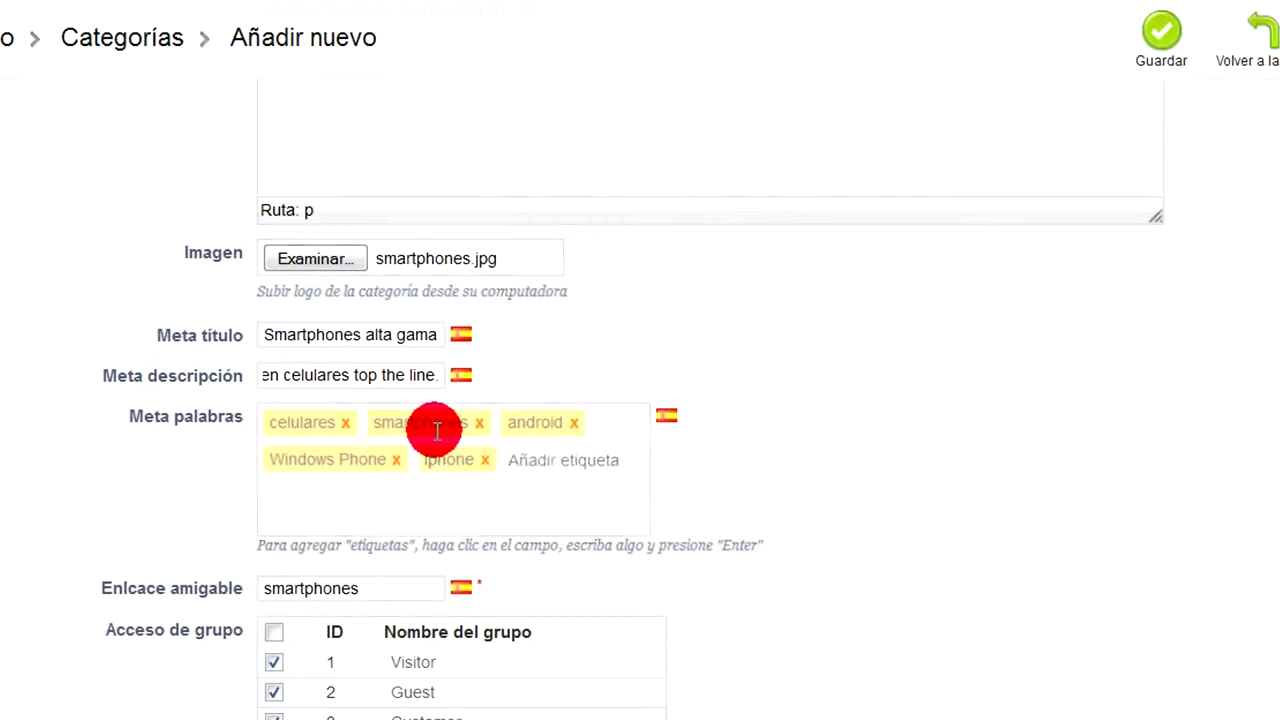 o > Categorías > Añadir nuevo
Guardar
Volver a la
Ruta: p
Imagen
Examinar... smartphones.jpg
Subir logo de la categoría desde su computadora
Meta título
Smartphones alta gama
Meta descripción
en celulares top the line.
Meta palabras
celulares x smartphones x android x
Windows Phone x iphone x Añadir etiqueta
Para agregar "etiquetas", haga clic en el campo, escriba algo y presione "Enter"
Enlcace amigable
smartphones *
Acceso de grupo
ID Nombre del grupo
1 Visitor
2 Guest